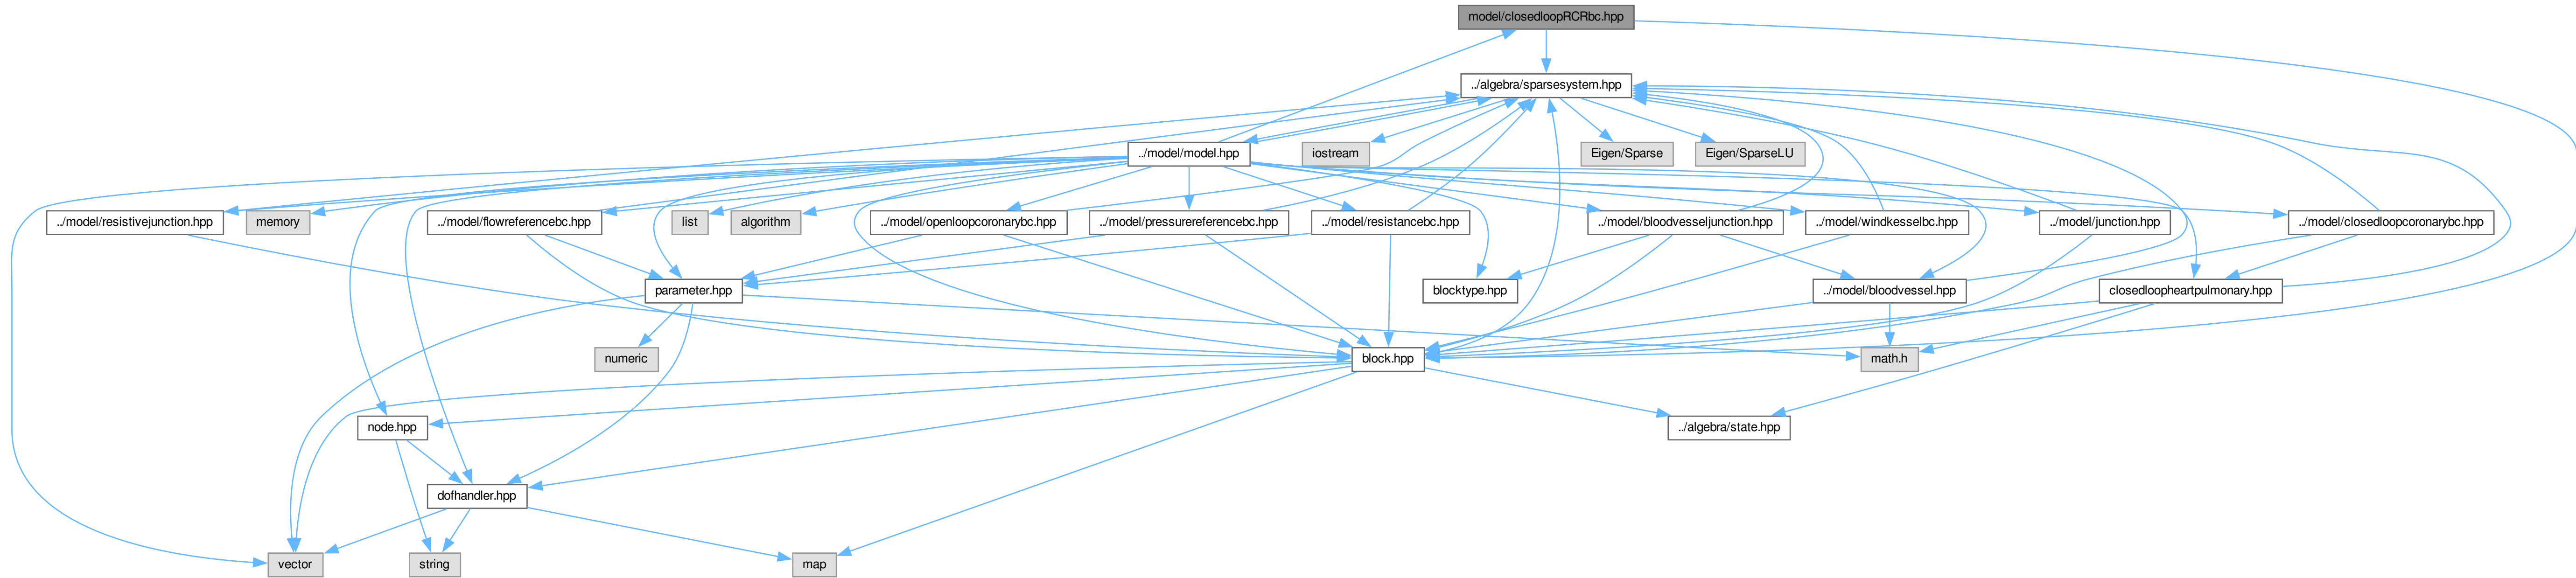 model/closedloopRCRbc.hpp
../algebra/sparsesystem.hpp
../model/model.hpp
iostream
Eigen/Sparse
Eigen/SparseLU
../model/resistivejunction.hpp
memory
../model/flowreferencebc.hpp
list
algorithm
../model/openloopcoronarybc.hpp
../model/pressurereferencebc.hpp
../model/resistancebc.hpp
../model/bloodvesseljunction.hpp
../model/windkesselbc.hpp
../model/junction.hpp
../model/closedloopcoronarybc.hpp
parameter.hpp
blocktype.hpp
../model/bloodvessel.hpp
closedloopheartpulmonary.hpp
numeric
block.hpp
math.h
node.hpp
../algebra/state.hpp
dofhandler.hpp
vector
string
map